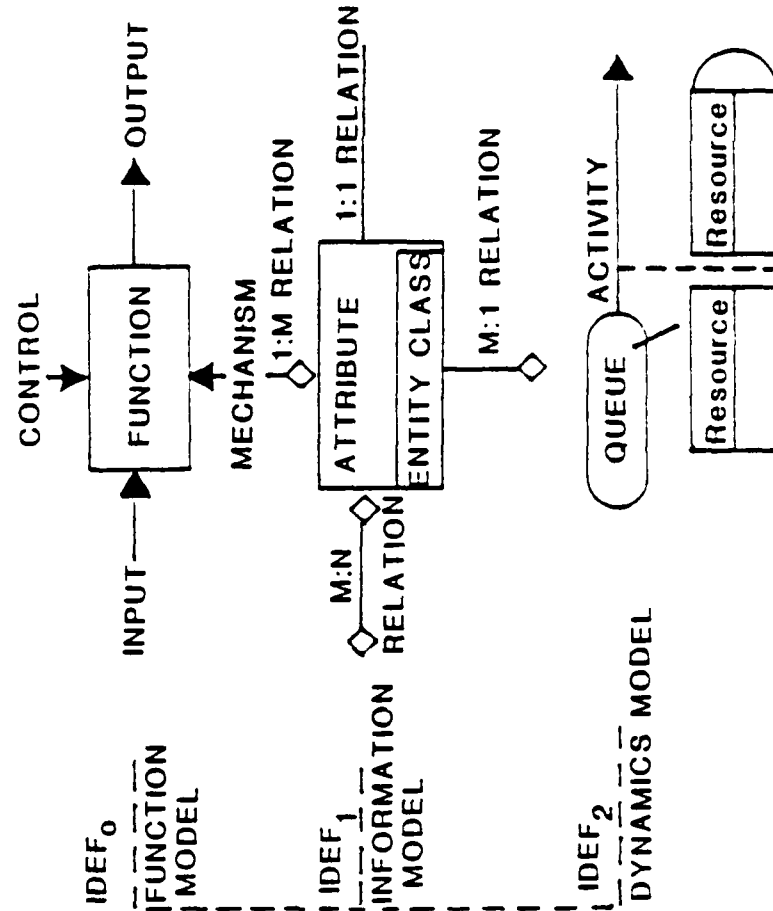 CONTROL
IDEF0
FUNCTION
MODEL
INPUT
FUNCTION
OUTPUT
MECHANISM
1:M RELATION
IDEF1
INFORMATION
MODEL
M:N
RELATION
ATTRIBUTE
ENTITY CLASS
1:1 RELATION
M:1 RELATION
IDEF2
DYNAMICS MODEL
QUEUE
ACTIVITY
Resource
Resource